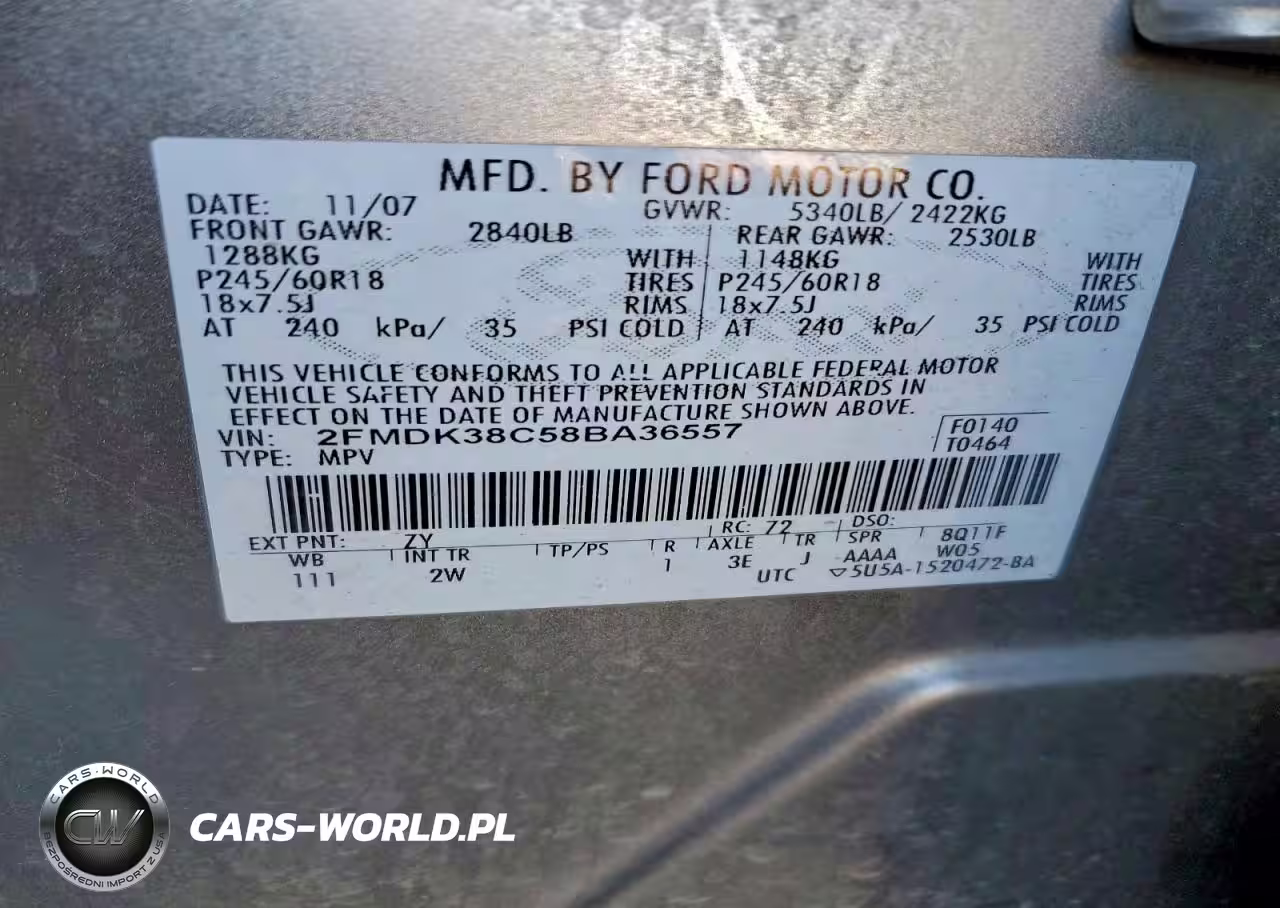 MFD. BY FORD MOTOR CO.
DATE: 11/07 GVWR: 5340LB/ 2422KG
FRONT GAWR: 2840LB REAR GAWR: 2530LB
1288KG WITH 1148KG WITH
P245/60R18 TIRES P245/60R18 TIRES
18x7.5J RIMS 18x7.5J RIMS
AT 240 kPa/ 35 PSI COLD AT 240 kPa/ 35 PSI COLD
THIS VEHICLE CONFORMS TO ALL APPLICABLE FEDERAL MOTOR
VEHICLE SAFETY AND THEFT PREVENTION STANDARDS IN
EFFECT ON THE DATE OF MANUFACTURE SHOWN ABOVE.
VIN: 2FMDK38C58BA36557 F0140
TYPE: MPV T0464
EXT PNT: ZY RC: 72 DSO:
WB INT TR TP/PS R AXLE TR SPR 8Q11F
111 2W 1 3E J AAAA W05
UTC ▽5U5A-1520472-BA
CARS-WORLD
CW
BEZPOŚREDNI IMPORT Z USA
CARS-WORLD.PL